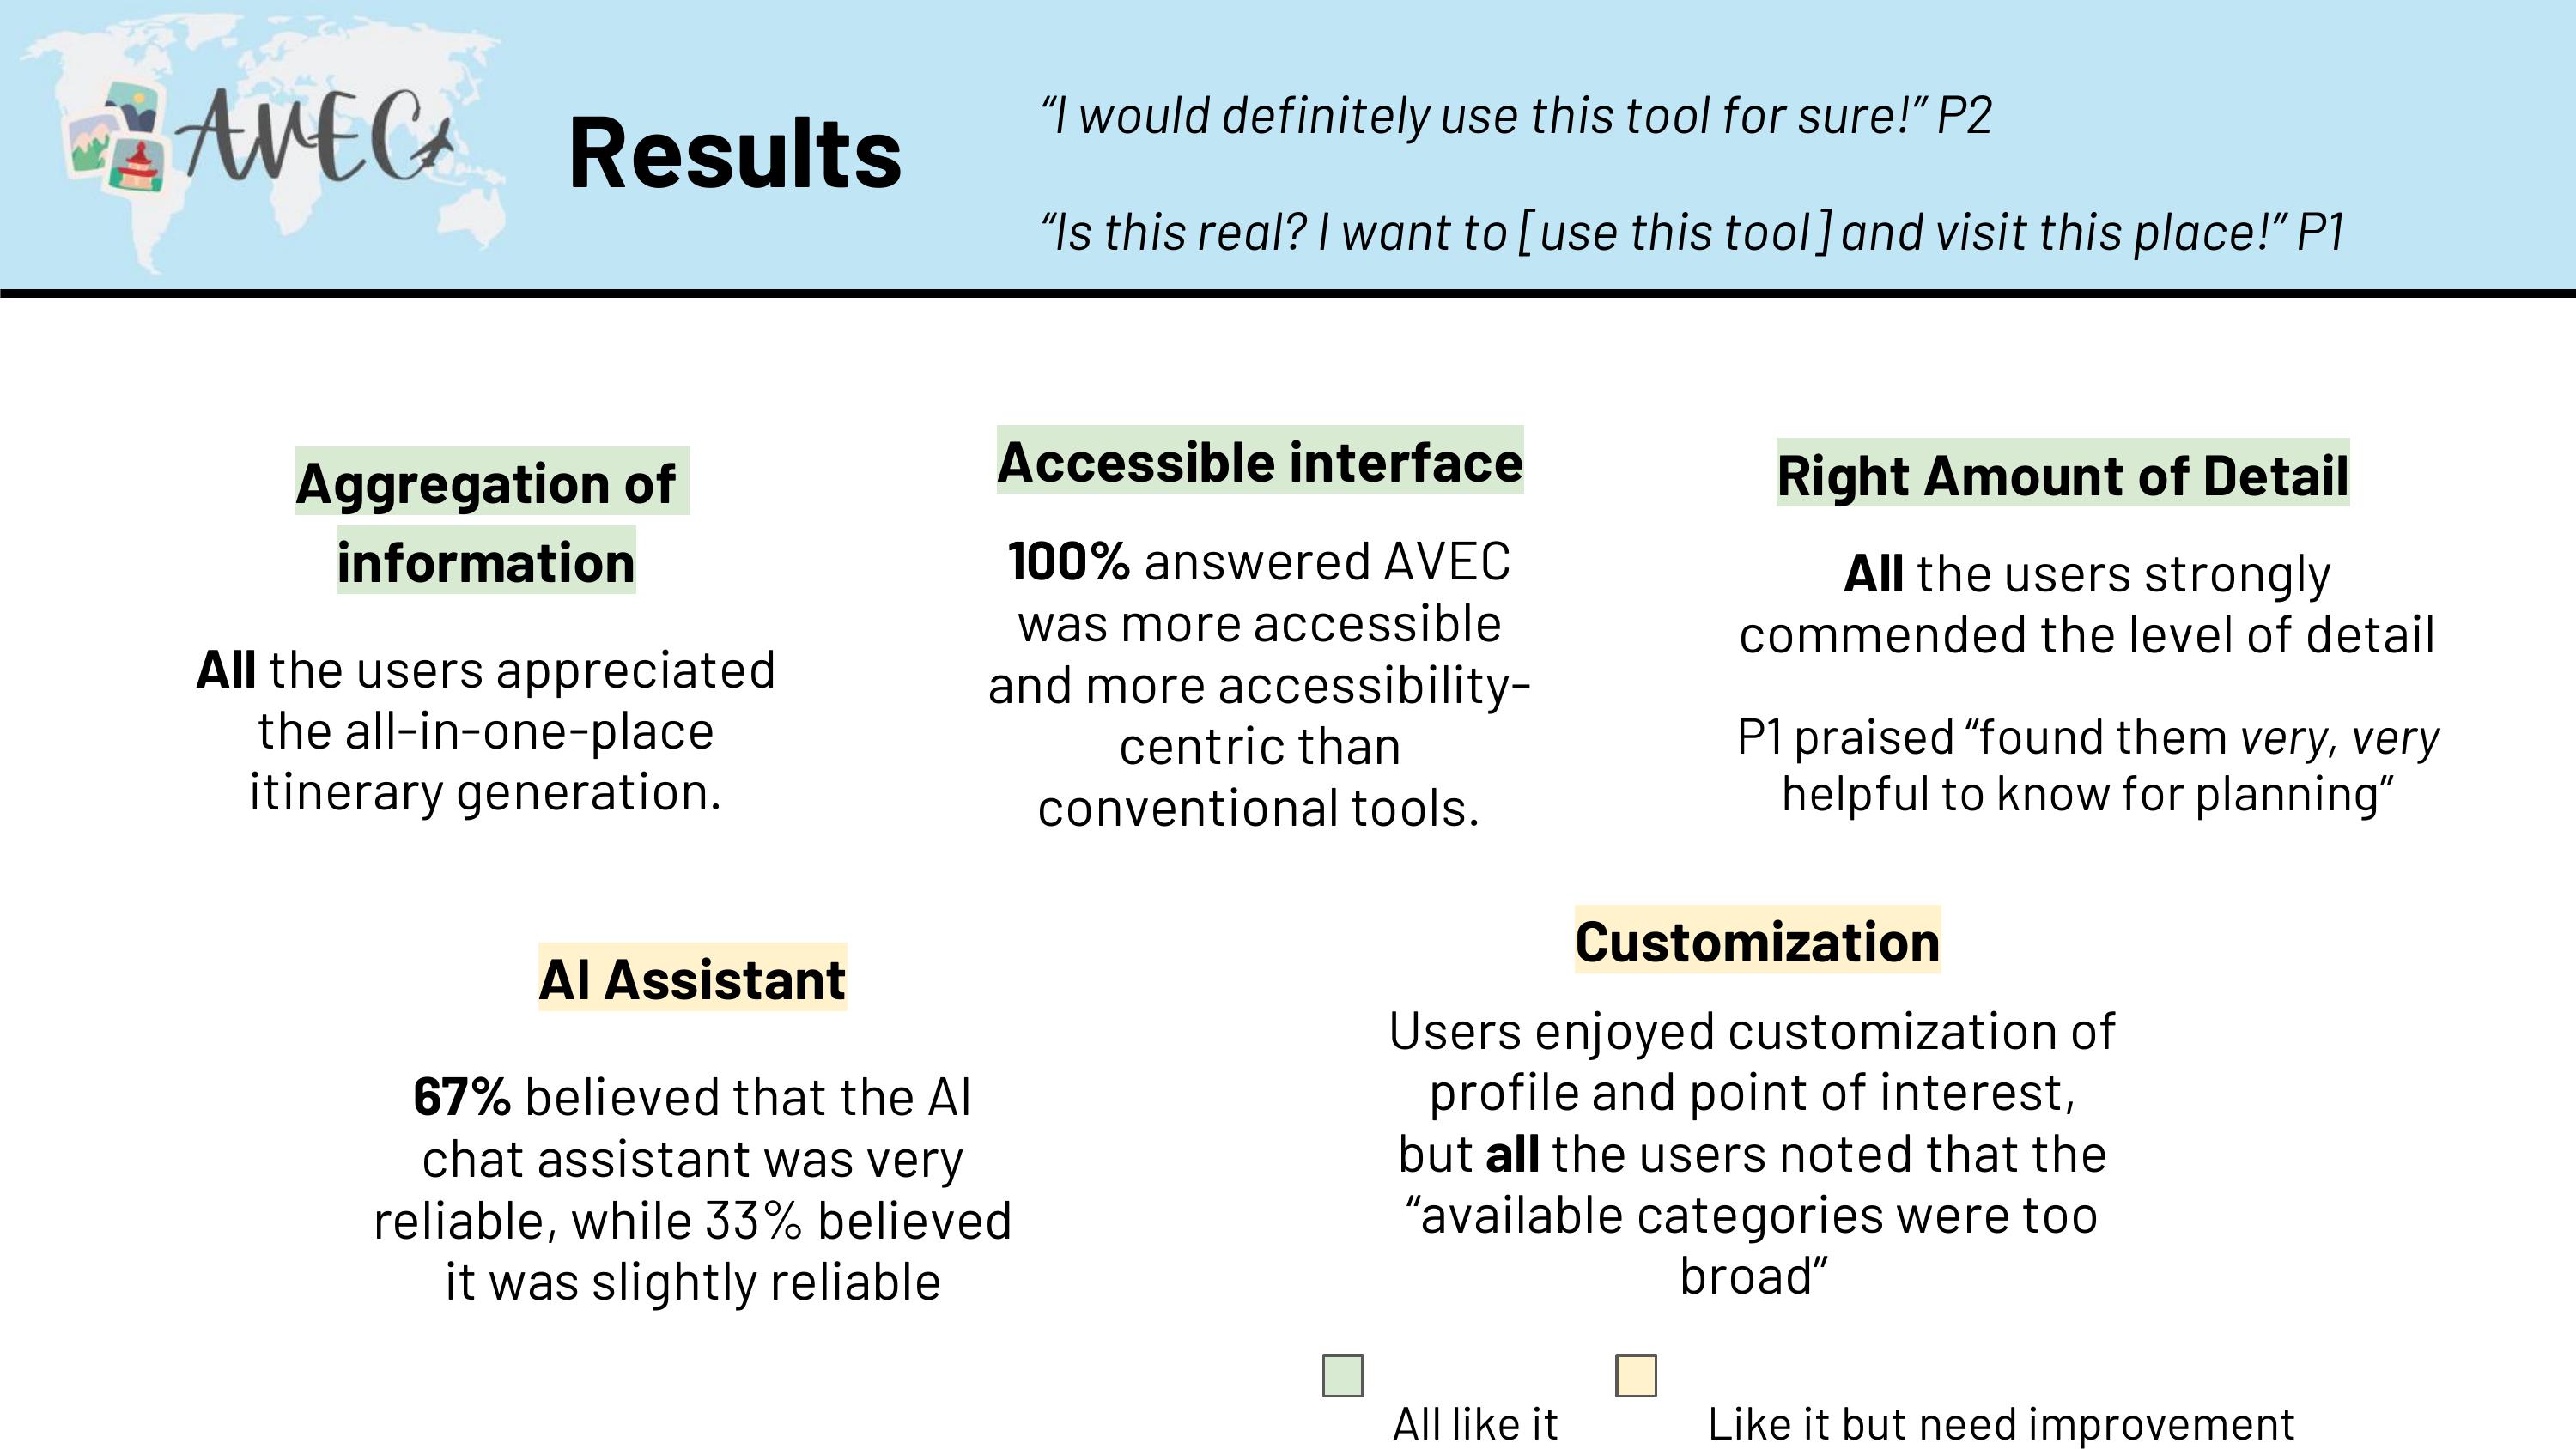 AVEC
Results
“I would definitely use this tool for sure!” P2
“Is this real? I want to [use this tool] and visit this place!” P1
Aggregation of
information
All the users appreciated
the all-in-one-place
itinerary generation.
Accessible interface
100% answered AVEC
was more accessible
and more accessibility-
centric than
conventional tools.
Right Amount of Detail
All the users strongly
commended the level of detail
P1 praised “found them very, very
helpful to know for planning”
AI Assistant
67% believed that the AI
chat assistant was very
reliable, while 33% believed
it was slightly reliable
Customization
Users enjoyed customization of
profile and point of interest,
but all the users noted that the
“available categories were too
broad”
All like it
Like it but need improvement